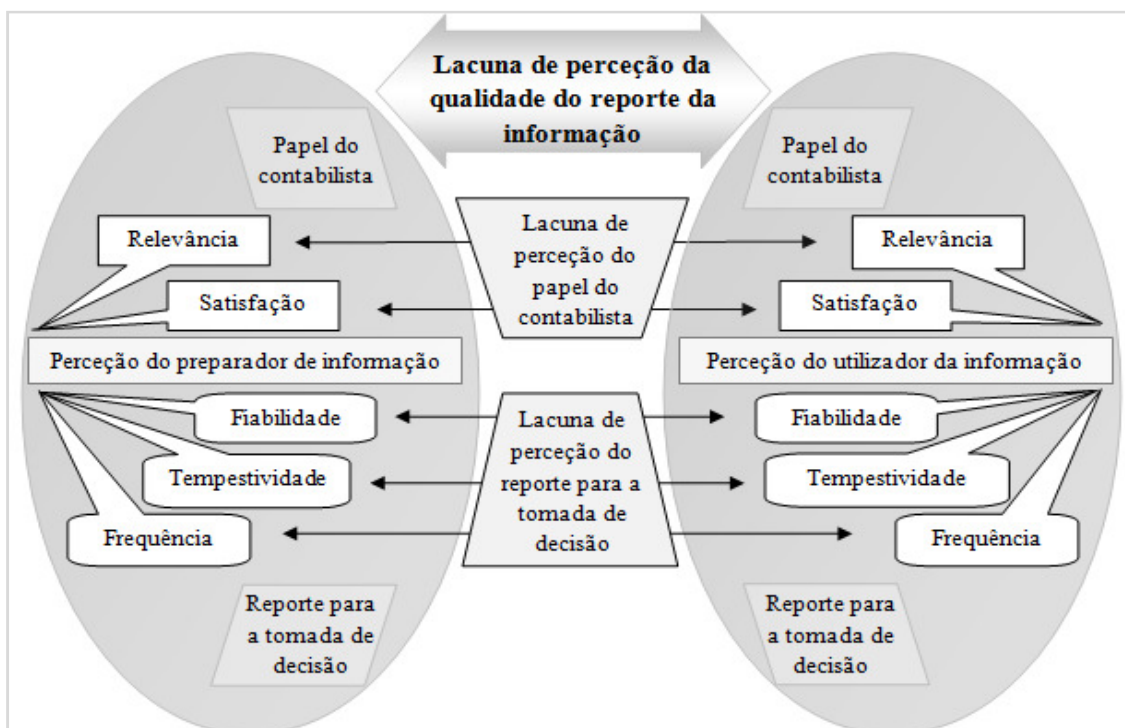 Lacuna de perceção da
qualidade do reporte da
informação
Papel do
contabilista
Papel do
contabilista
Relevância
Lacuna de
perceção do
papel do
contabilista
Relevância
Satisfação
Satisfação
Perceção do preparador de informação
Perceção do utilizador da informação
Fiabilidade
Lacuna de
perceção do
reporte para a
tomada de
decisão
Fiabilidade
Tempestividade
Tempestividade
Frequência
Frequência
Reporte para
a tomada de
decisão
Reporte para
a tomada de
decisão